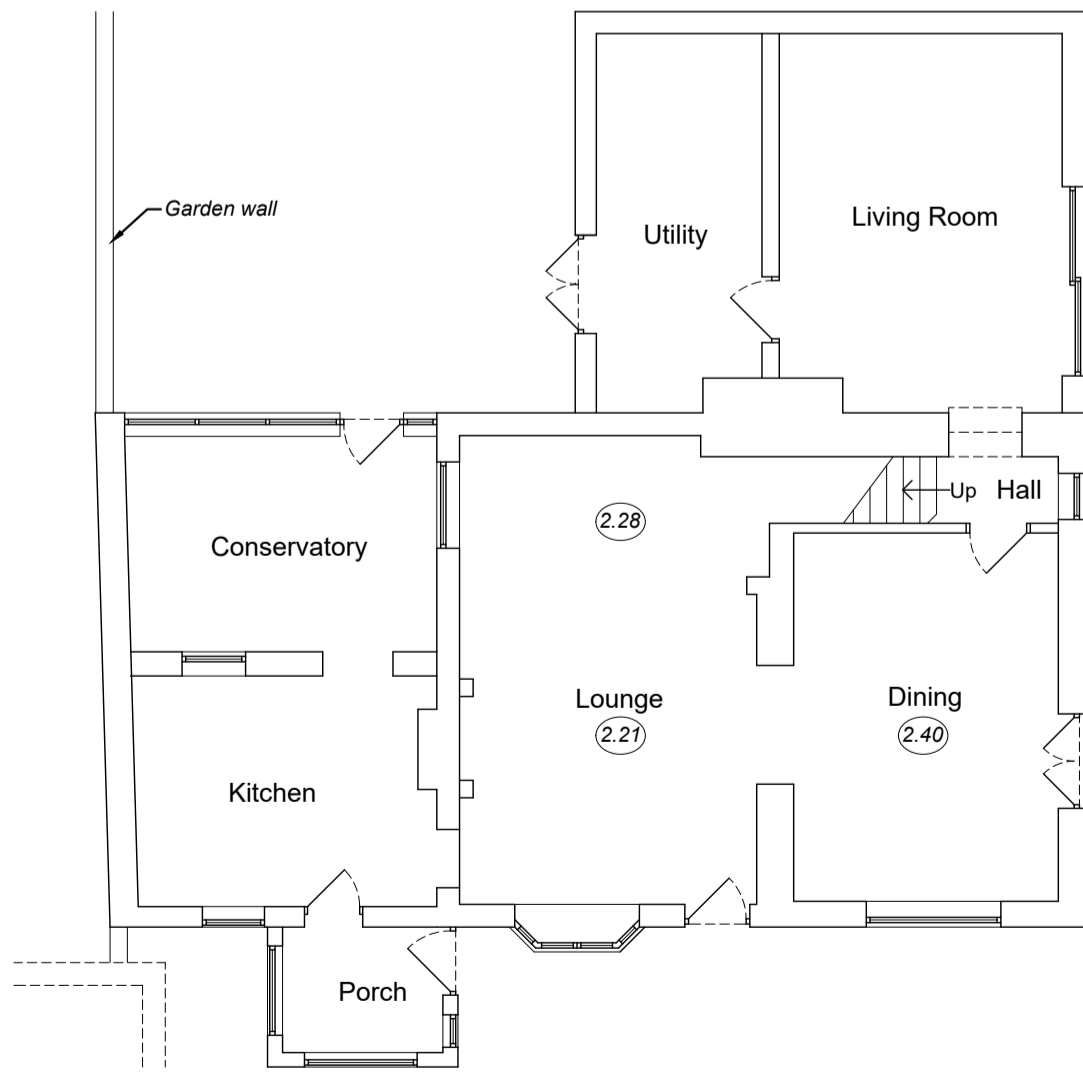 Garden wall
Utility
Living Room
Up
Hall
2.28
Conservatory
Lounge
2.21
Dining
2.40
Kitchen
Porch